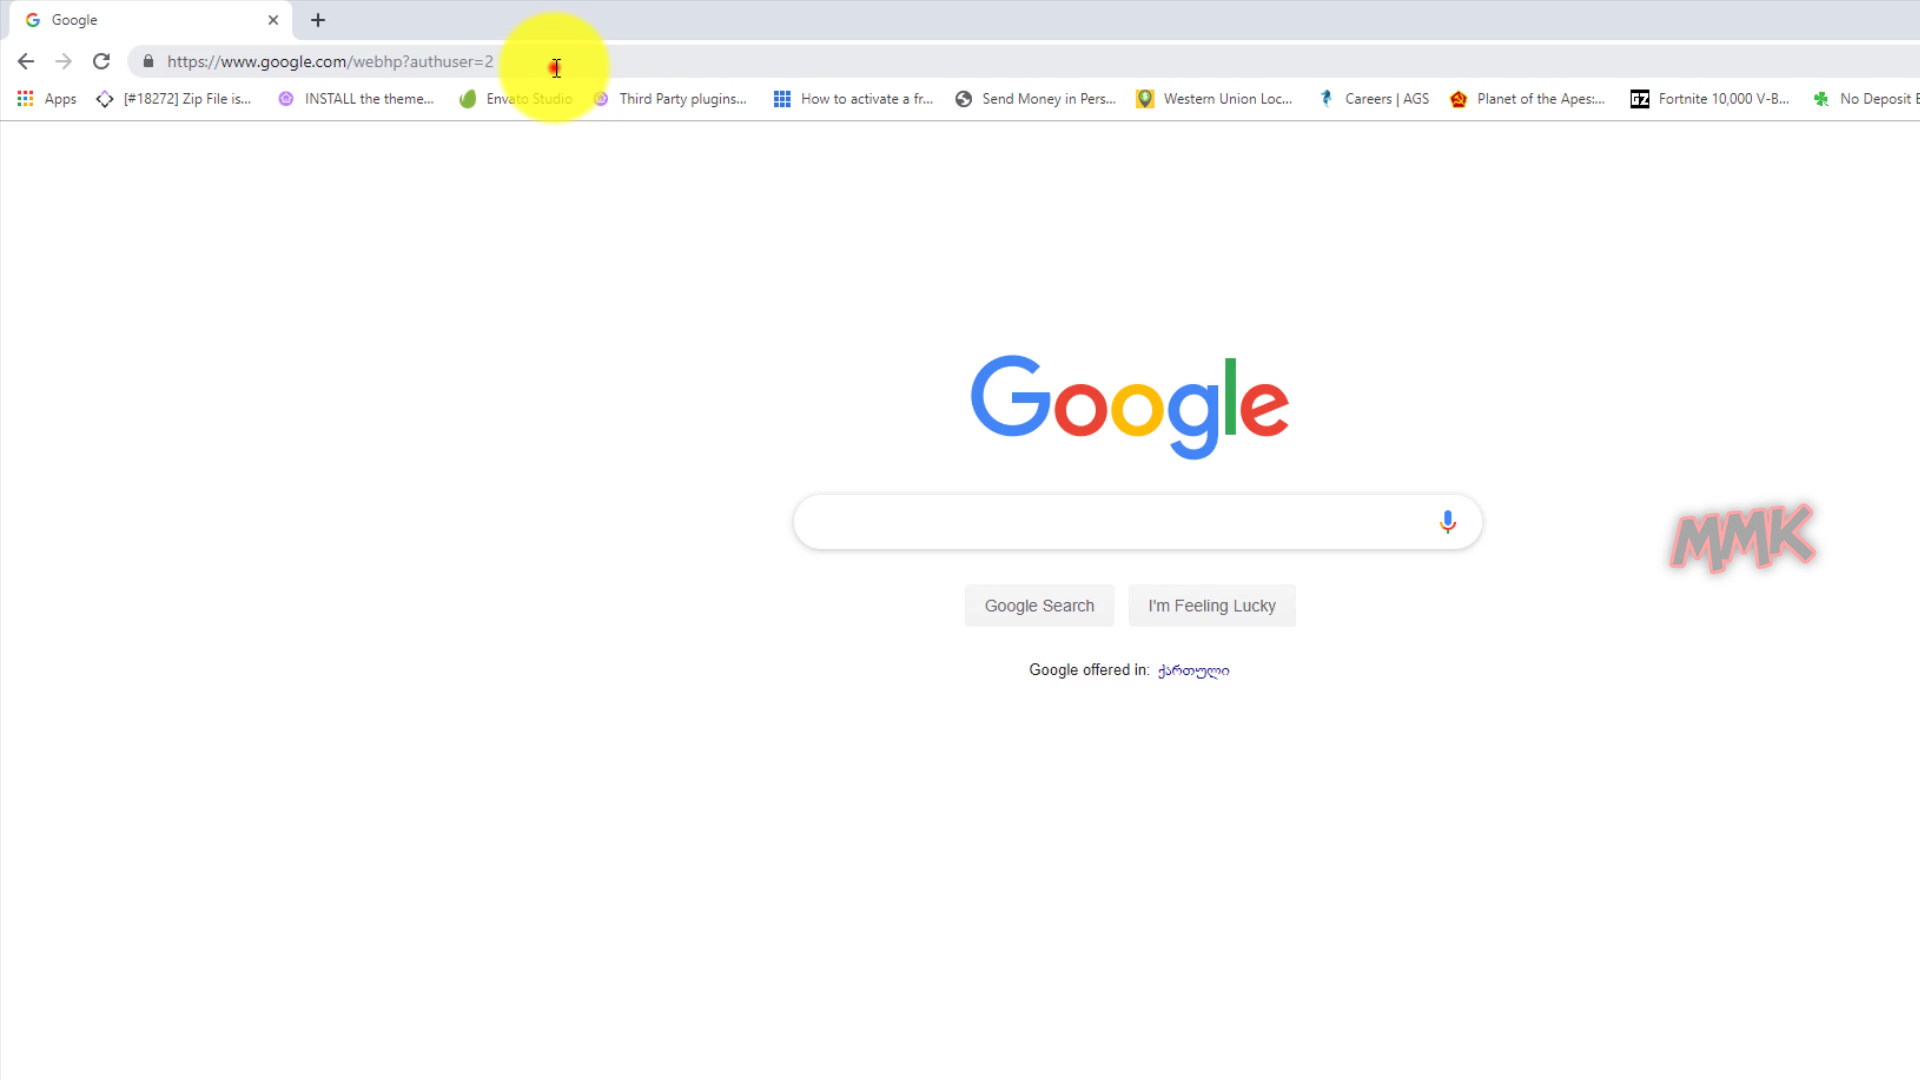 Google
https://www.google.com/webhp?authuser=2
Apps
[#18272] Zip File is...
INSTALL the theme...
Envato Studio
Third Party plugins...
How to activate a fr...
Send Money in Pers...
Western Union Loc...
Careers | AGS
Planet of the Apes:...
GZ
Fortnite 10,000 V-B...
No Deposit
Google
MMK
Google Search
I'm Feeling Lucky
Google offered in: ქართული